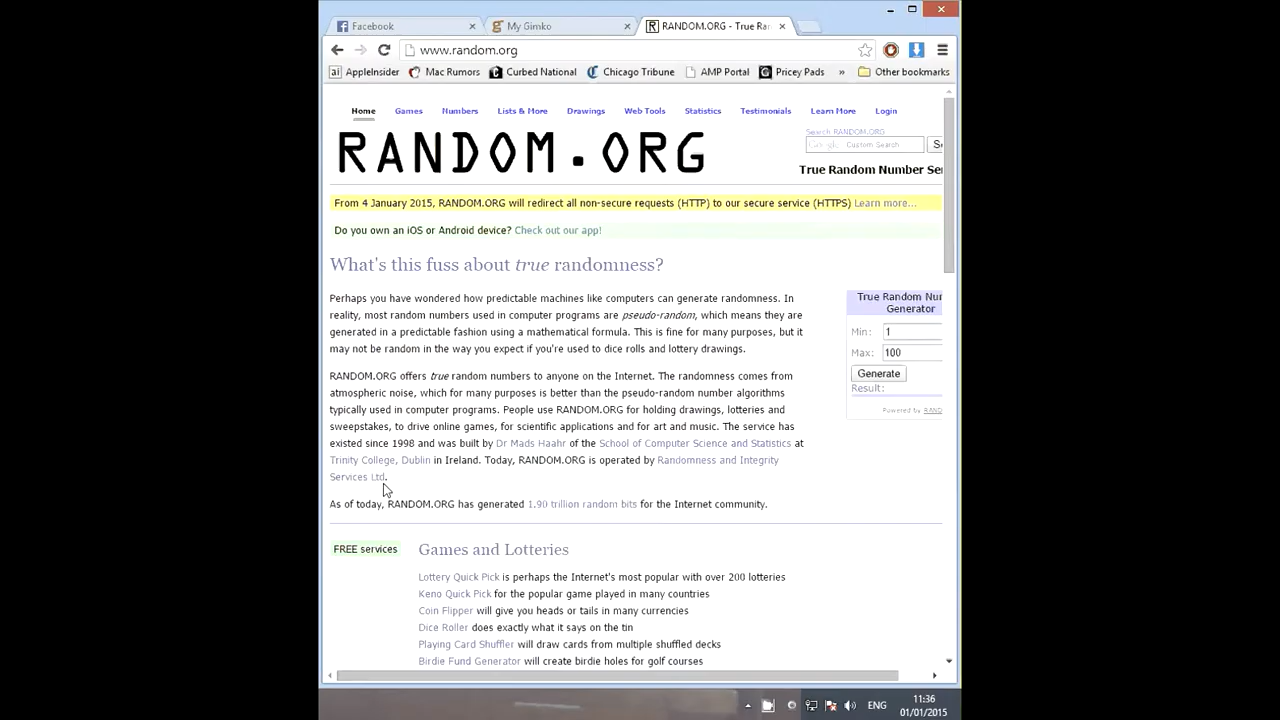 Facebook
My Gimko
RANDOM.ORG - True Ra
www.random.org
ai AppleInsider Mac Rumors Curbed National Chicago Tribune AMP Portal Pricey Pads » Other bookmarks
Home Games Numbers Lists & More Drawings Web Tools Statistics Testimonials Learn More Login
RANDOM.ORG
Search RANDOM.ORG
Google Custom Search
True Random Number Ser
From 4 January 2015, RANDOM.ORG will redirect all non-secure requests (HTTP) to our secure service (HTTPS) Learn more...
Do you own an iOS or Android device? Check out our app!
What's this fuss about true randomness?
Perhaps you have wondered how predictable machines like computers can generate randomness. In
reality, most random numbers used in computer programs are pseudo-random, which means they are
generated in a predictable fashion using a mathematical formula. This is fine for many purposes, but it
may not be random in the way you expect if you're used to dice rolls and lottery drawings.
RANDOM.ORG offers true random numbers to anyone on the Internet. The randomness comes from
atmospheric noise, which for many purposes is better than the pseudo-random number algorithms
typically used in computer programs. People use RANDOM.ORG for holding drawings, lotteries and
sweepstakes, to drive online games, for scientific applications and for art and music. The service has
existed since 1998 and was built by Dr Mads Haahr of the School of Computer Science and Statistics at
Trinity College, Dublin in Ireland. Today, RANDOM.ORG is operated by Randomness and Integrity
Services Ltd.
As of today, RANDOM.ORG has generated 1.90 trillion random bits for the Internet community.
True Random Num
Generator
Min: 1
Max: 100
Generate
Result:
Powered by RAND
FREE services
Games and Lotteries
Lottery Quick Pick is perhaps the Internet's most popular with over 200 lotteries
Keno Quick Pick for the popular game played in many countries
Coin Flipper will give you heads or tails in many currencies
Dice Roller does exactly what it says on the tin
Playing Card Shuffler will draw cards from multiple shuffled decks
Birdie Fund Generator will create birdie holes for golf courses
ENG
11:36
01/01/2015